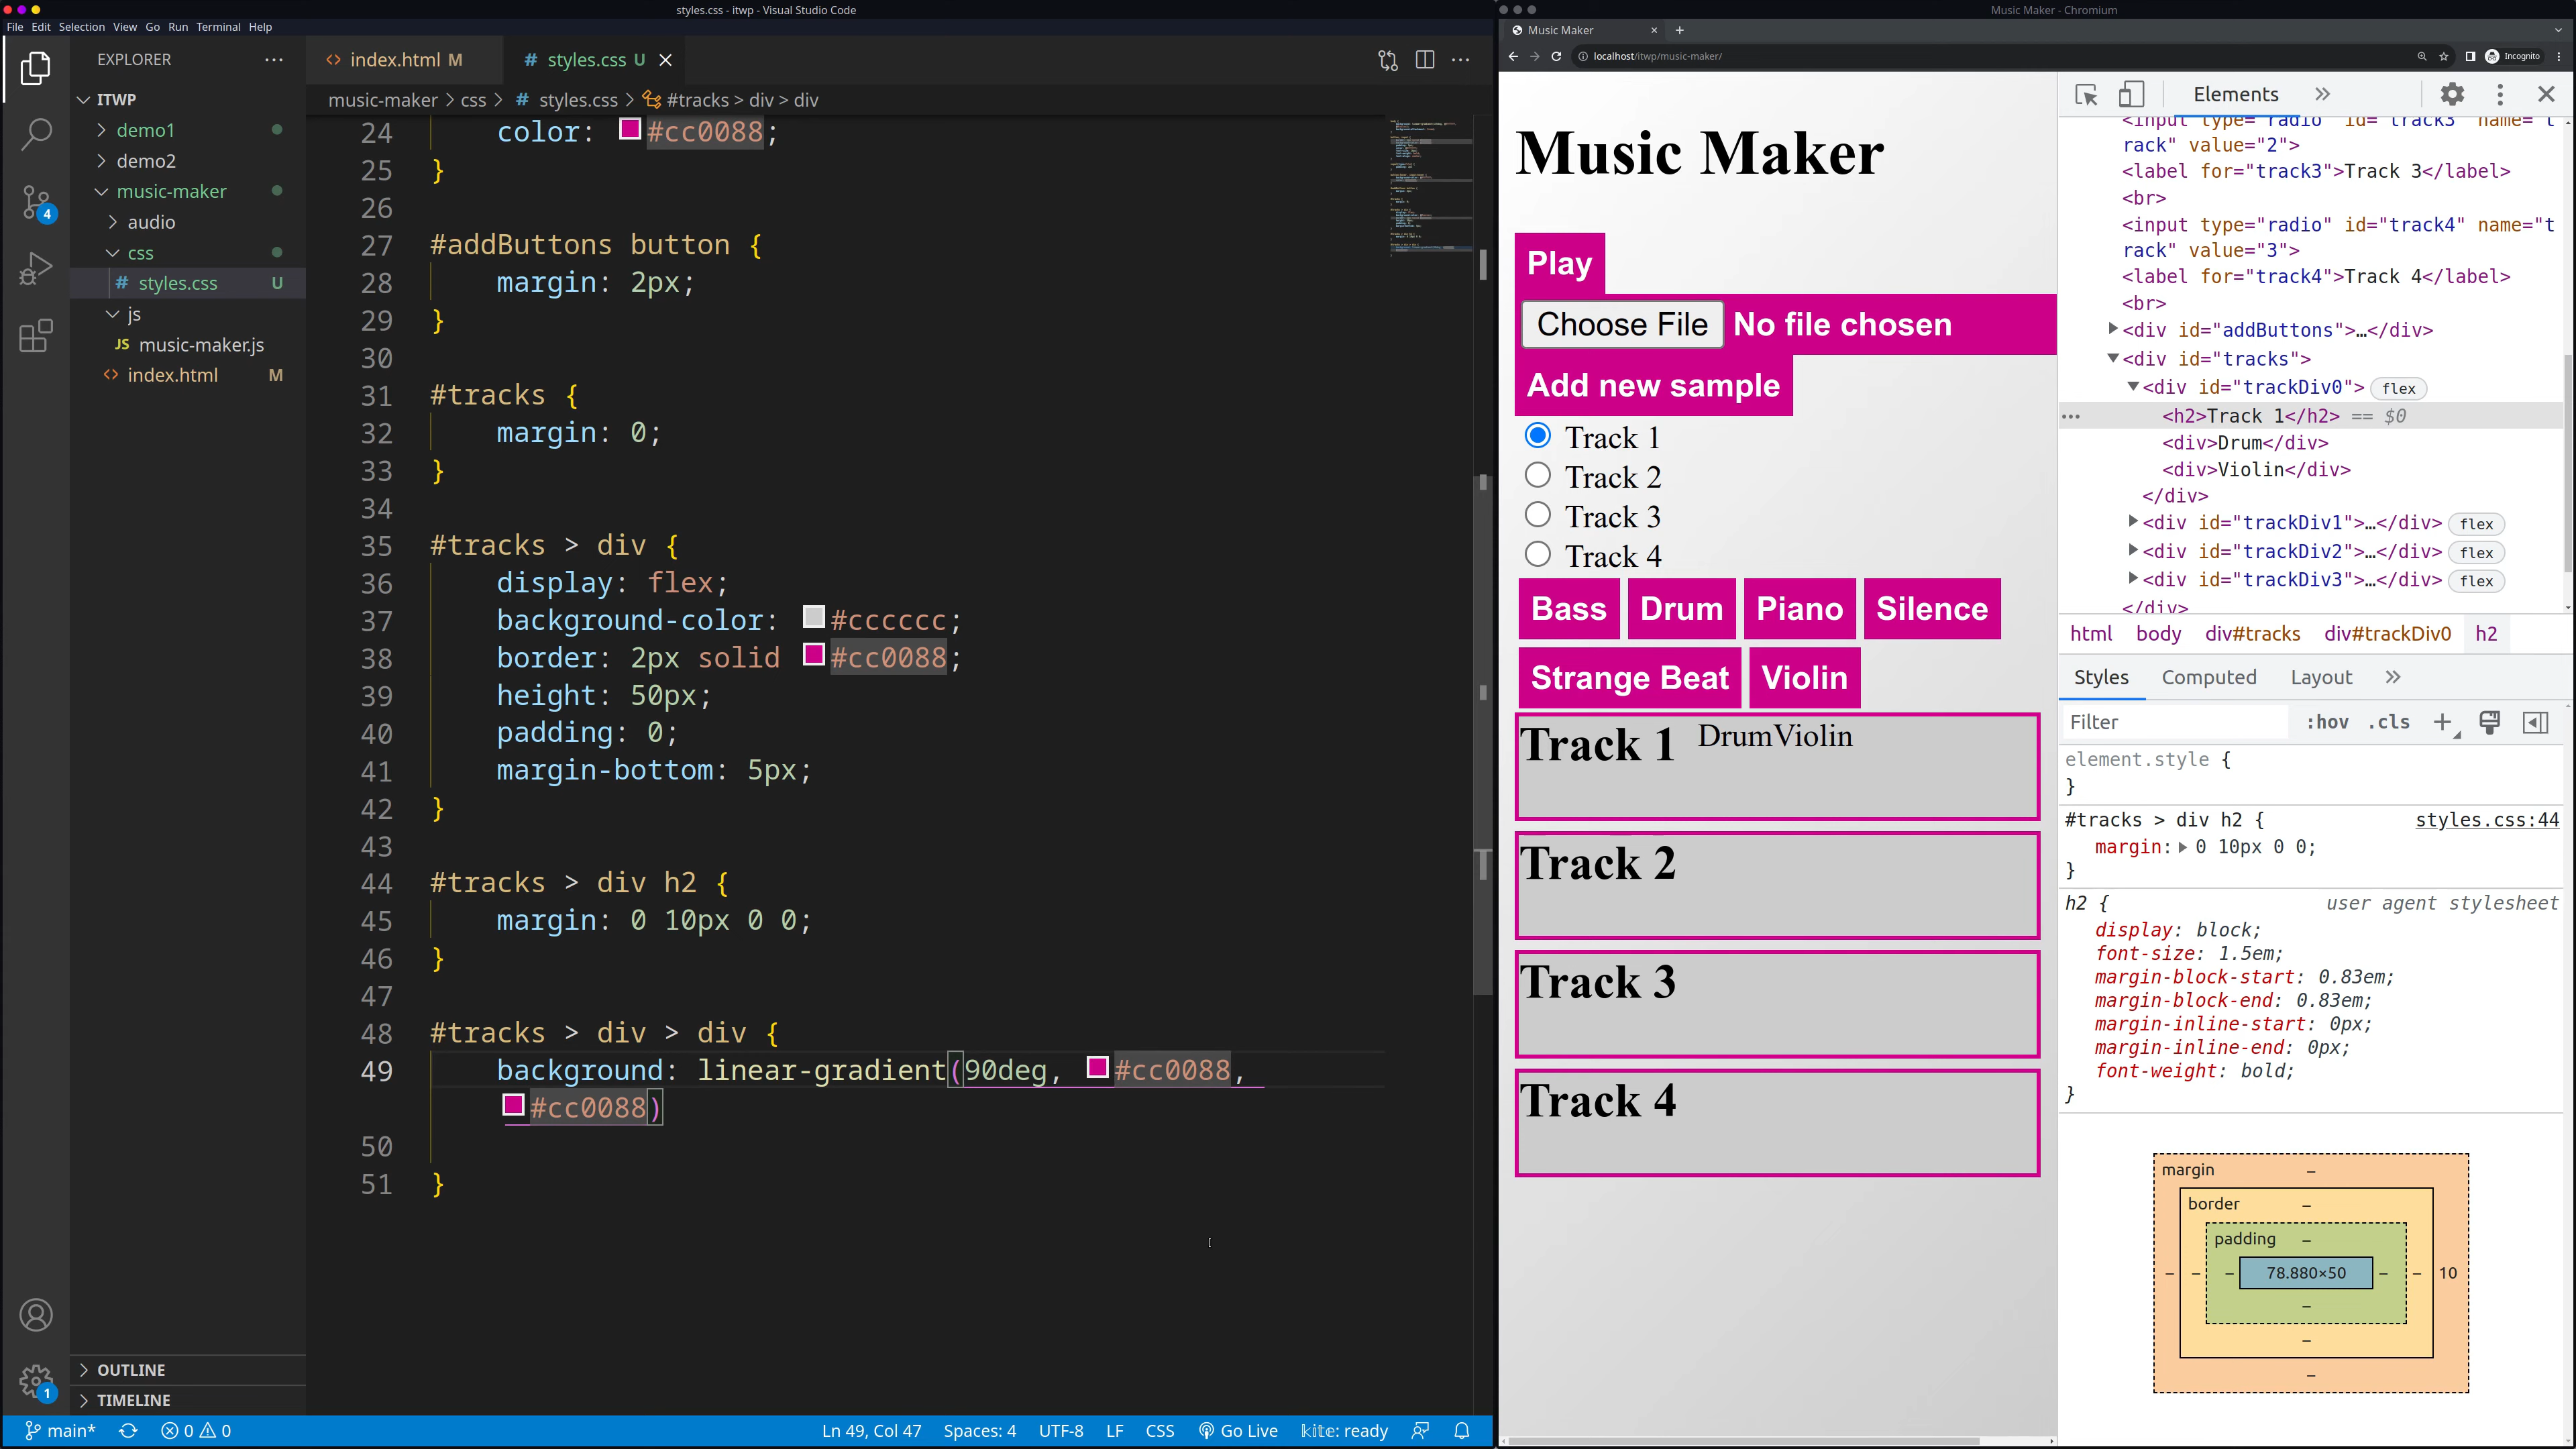 styles.css - itwp - Visual Studio Code
File Edit Selection View Go Run Terminal Help
EXPLORER
ITWP
demo1
demo2
music-maker
audio
css
# styles.css U
js
JS music-maker.js
<> index.html M
OUTLINE
TIMELINE
<> index.html M
# styles.css U
music-maker > css > # styles.css > #tracks > div > div
24 color: #cc0088;
25 }
26
27 #addButtons button {
28 margin: 2px;
29 }
30
31 #tracks {
32 margin: 0;
33 }
34
35 #tracks > div {
36 display: flex;
37 background-color: #cccccc;
38 border: 2px solid #cc0088;
39 height: 50px;
40 padding: 0;
41 margin-bottom: 5px;
42 }
43
44 #tracks > div h2 {
45 margin: 0 10px 0 0;
46 }
47
48 #tracks > div > div {
49 background: linear-gradient(90deg, #cc0088,
#cc0088)
50
51 }
4
1
main* 0 0 Ln 49, Col 47 Spaces: 4 UTF-8 LF CSS Go Live kite: ready
Music Maker - Chromium
Music Maker
localhost/itwp/music-maker/
Incognito
Music Maker
Play
Choose File No file chosen
Add new sample
Track 1
Track 2
Track 3
Track 4
Bass Drum Piano Silence
Strange Beat Violin
Track 1 DrumViolin
Track 2
Track 3
Track 4
Elements
<input type="radio" id="track3" name="t
rack" value="2">
<label for="track3">Track 3</label>
<br>
<input type="radio" id="track4" name="t
rack" value="3">
<label for="track4">Track 4</label>
<br>
<div id="addButtons">…</div>
<div id="tracks">
<div id="trackDiv0"> flex
<h2>Track 1</h2> == $0
<div>Drum</div>
<div>Violin</div>
</div>
<div id="trackDiv1">…</div> flex
<div id="trackDiv2">…</div> flex
<div id="trackDiv3">…</div> flex
</div>
html body div#tracks div#trackDiv0 h2
Styles Computed Layout
Filter :hov .cls
element.style {
}
#tracks > div h2 { styles.css:44
margin: 0 10px 0 0;
}
h2 { user agent stylesheet
display: block;
font-size: 1.5em;
margin-block-start: 0.83em;
margin-block-end: 0.83em;
margin-inline-start: 0px;
margin-inline-end: 0px;
font-weight: bold;
}
margin –
border –
padding –
– – – 78.880×50 – – 10
–
–
–